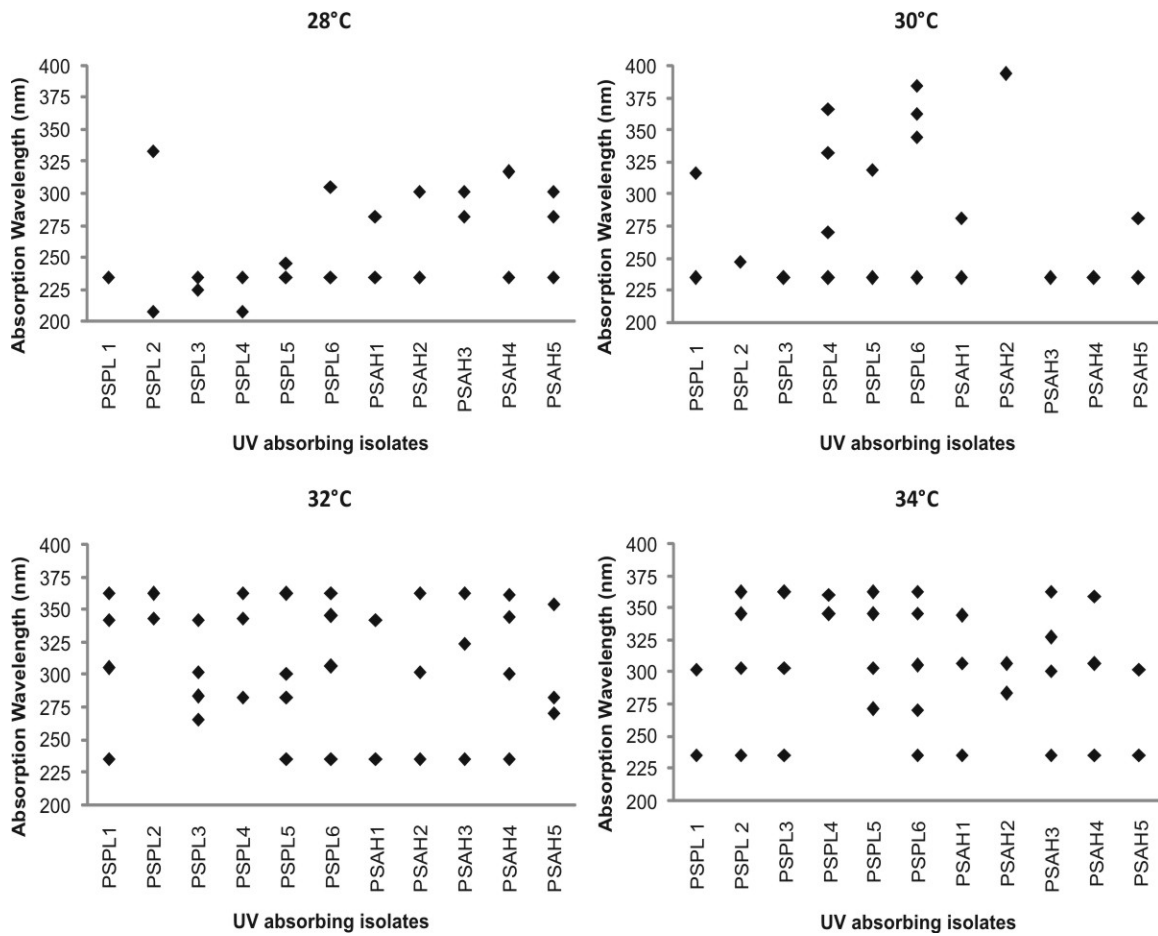 28°C
Absorption Wavelength (nm)
400
375
350
325
300
275
250
225
200
PSPL 1
PSPL 2
PSPL3
PSPL4
PSPL5
PSPL6
PSAH1
PSAH2
PSAH3
PSAH4
PSAH5
UV absorbing isolates
30°C
Absorption Wavelength (nm)
400
375
350
325
300
275
250
225
200
PSPL 1
PSPL 2
PSPL3
PSPL4
PSPL5
PSPL6
PSAH1
PSAH2
PSAH3
PSAH4
PSAH5
UV absorbing isolates
32°C
Absorption Wavelength (nm)
400
375
350
325
300
275
250
225
200
PSPL1
PSPL2
PSPL3
PSPL4
PSPL5
PSPL6
PSAH1
PSAH2
PSAH3
PSAH4
PSAH5
UV absorbing isolates
34°C
Absorption Wavelength (nm)
400
375
350
325
300
275
250
225
200
PSPL 1
PSPL 2
PSPL3
PSPL4
PSPL5
PSPL6
PSAH1
PSAH2
PSAH3
PSAH4
PSAH5
UV absorbing isolates